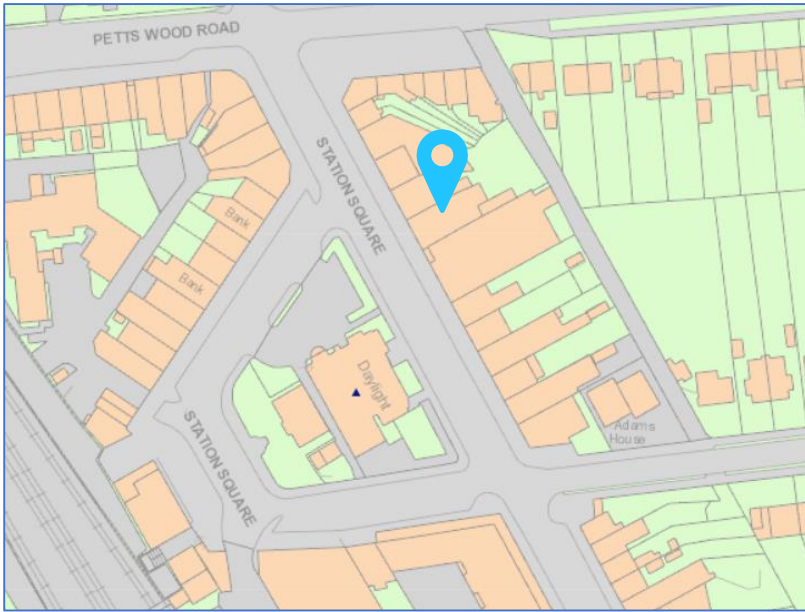 PETTS WOOD ROAD
STATION SQUARE
Bank
Bank
Daylight
STATION SQUARE
Adams
House